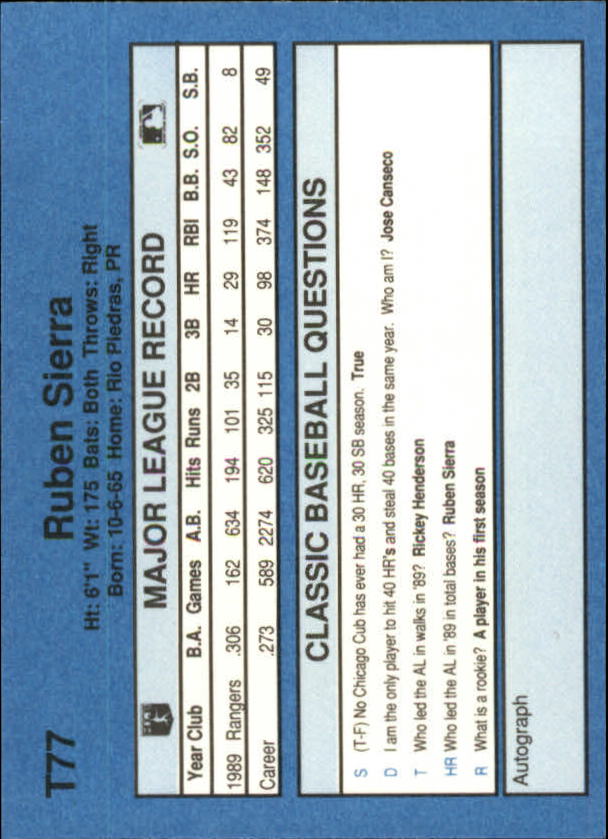 T77
Ruben Sierra
Ht: 6'1" Wt: 175 Bats: Both Throws: Right
Born: 10-6-65 Home: Rio Piedras, PR
MAJOR LEAGUE RECORD
Year Club B.A. Games A.B. Hits Runs 2B 3B HR RBI B.B. S.O. S.B.
1989 Rangers .306 162 634 194 101 35 14 29 119 43 82 8
Career .273 589 2274 620 325 115 30 98 374 148 352 49
CLASSIC BASEBALL QUESTIONS
S (T-F) No Chicago Cub has ever had a 30 HR, 30 SB season. True
D I am the only player to hit 40 HR's and steal 40 bases in the same year. Who am I? Jose Canseco
T Who led the AL in walks in '89? Rickey Henderson
HR Who led the AL in '89 in total bases? Ruben Sierra
R What is a rookie? A player in his first season
Autograph